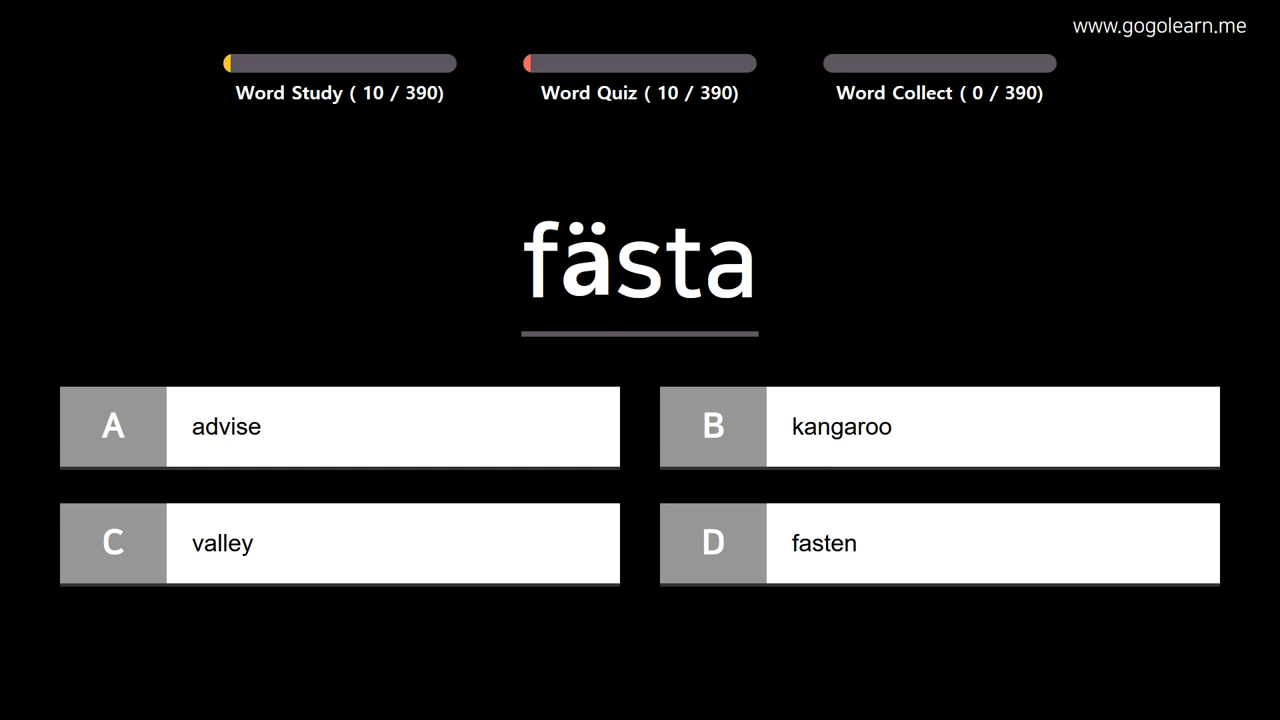 www.gogolearn.me
Word Study ( 10 / 390)
Word Quiz ( 10 / 390)
Word Collect ( 0 / 390)
fästa
A advise
B kangaroo
C valley
D fasten